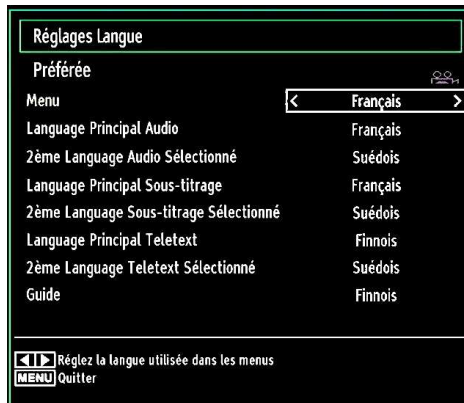 Réglages Langue
Préférée
Menu < Français >
Language Principal Audio Français
2ème Language Audio Sélectionné Suédois
Language Principal Sous-titrage Français
2ème Language Sous-titrage Sélectionné Suédois
Language Principal Teletext Finnois
2ème Language Teletext Sélectionné Suédois
Guide Finnois
Réglez la langue utilisée dans les menus
MENU Quitter